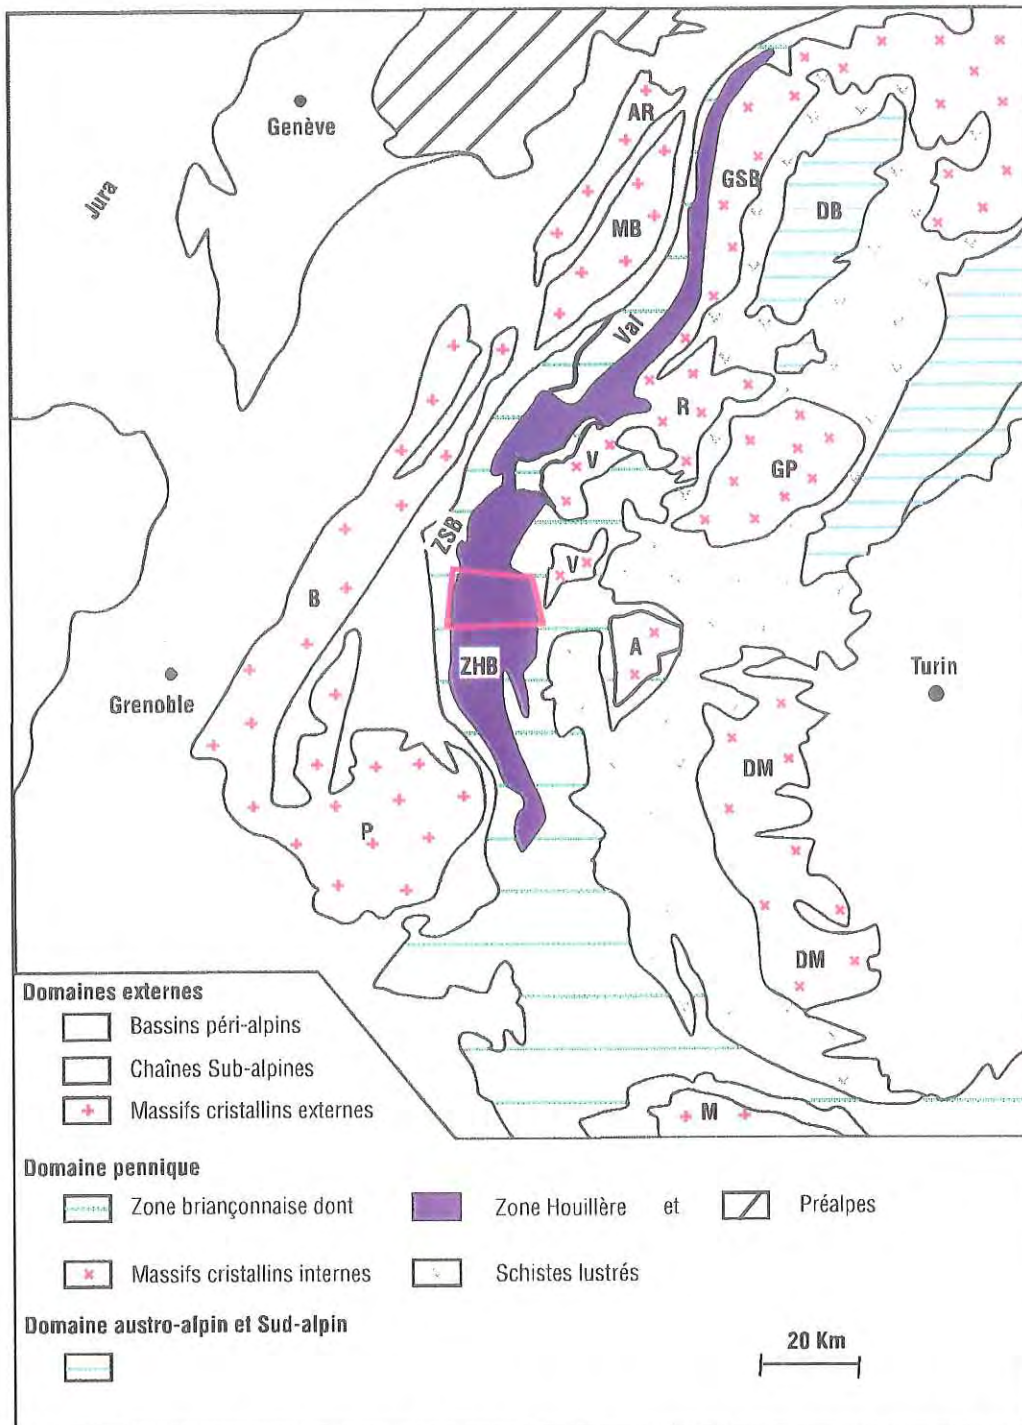 Genève
Jura
AR
MB
GSB
DB
Val
R
V
GP
ZSB
V
B
ZHB
A
Turin
Grenoble
DM
P
DM
M
Domaines externes
Bassins péri-alpins
Chaînes Sub-alpines
Massifs cristallins externes
Domaine pennique
Zone briançonnaise dont
Zone Houillère et
Préalpes
Massifs cristallins internes
Schistes lustrés
Domaine austro-alpin et Sud-alpin
20 Km